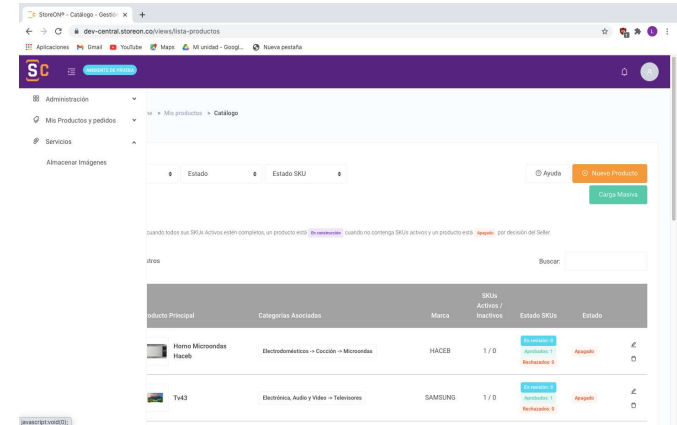 StoreON® - Catálogo - Gestió
dev-central.storeon.co/views/lista-productos
Aplicaciones Gmail YouTube Maps Mi unidad - Googl... Nueva pestaña
SC AMBIENTE DE PRUEBA
Administración
Mis Productos y pedidos
Servicios
Almacenar Imágenes
me > Mis productos > Catálogo
Estado Estado SKU Ayuda Nuevo Producto
Carga Masiva
cuando todos sus SKUs Activos estén completos, un producto está En construcción cuando no contenga SKUs activos y un producto está Apagado por decisión del Seller.
stros Buscar:
roducto Principal Categorías Asociadas Marca SKUs Activos / Inactivos Estado SKUs Estado
Horno Microondas Haceb Electrodomésticos -> Cocción -> Microondas HACEB 1 / 0 En revisión: 0 Aprobados: 1 Rechazados: 0 Apagado
Tv43 Electrónica, Audio y Video -> Televisores SAMSUNG 1 / 0 En revisión: 0 Aprobados: 1 Rechazados: 0 Apagado
javascript:void(0);